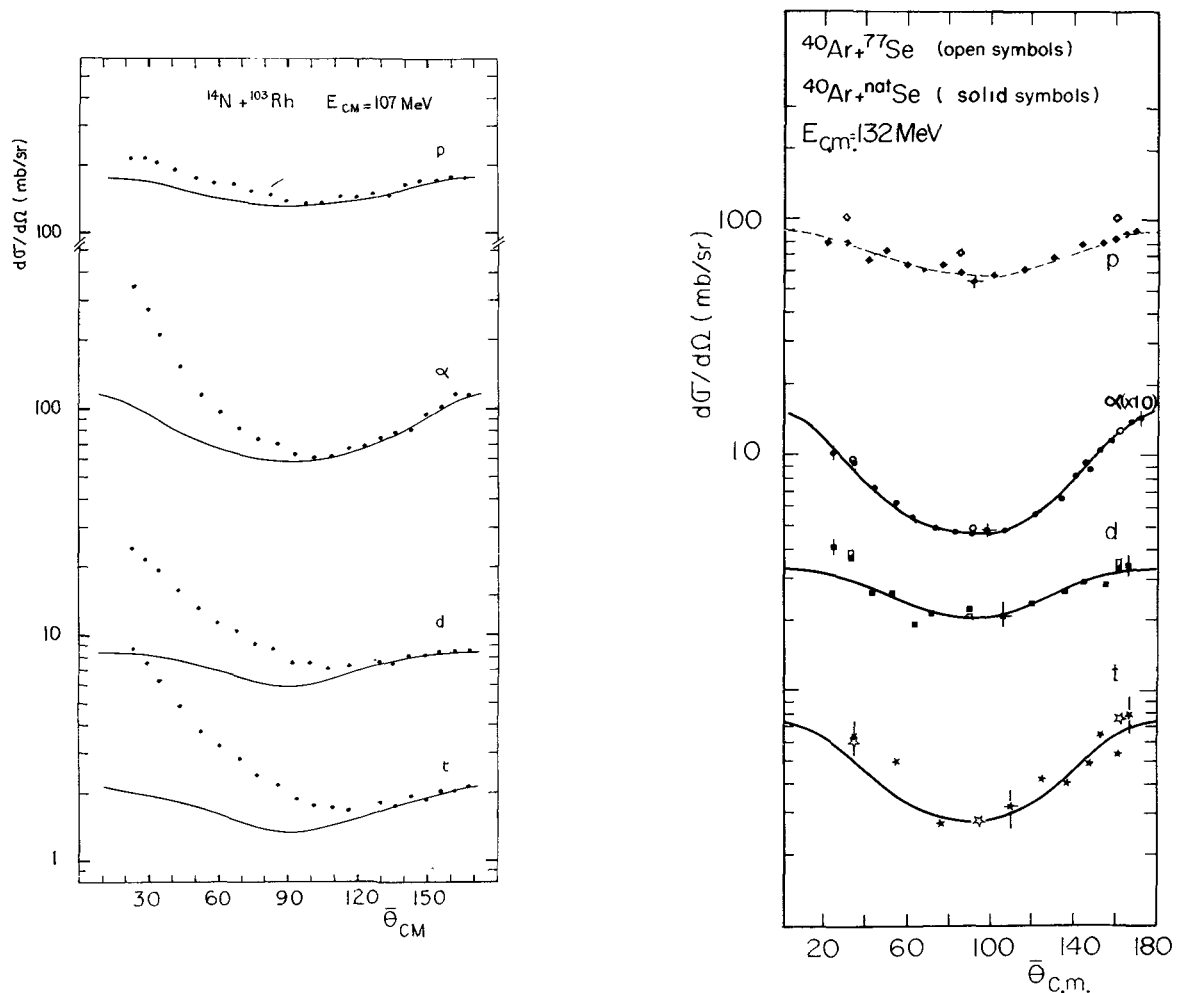 ¹⁴N + ¹⁰³Rh E_CM = 107 MeV
dσ/dΩ (mb/sr)
p
100
α
100
d
10
t
1
30 60 90 120 150
θ̄_CM
⁴⁰Ar+⁷⁷Se (open symbols)
⁴⁰Ar+ⁿᵃᵗSe ( solid symbols)
E_c.m.=132 MeV
dσ/dΩ (mb/sr)
100
p
α(x10)
10
d
t
20 60 100 140 180
θ̄_c.m.